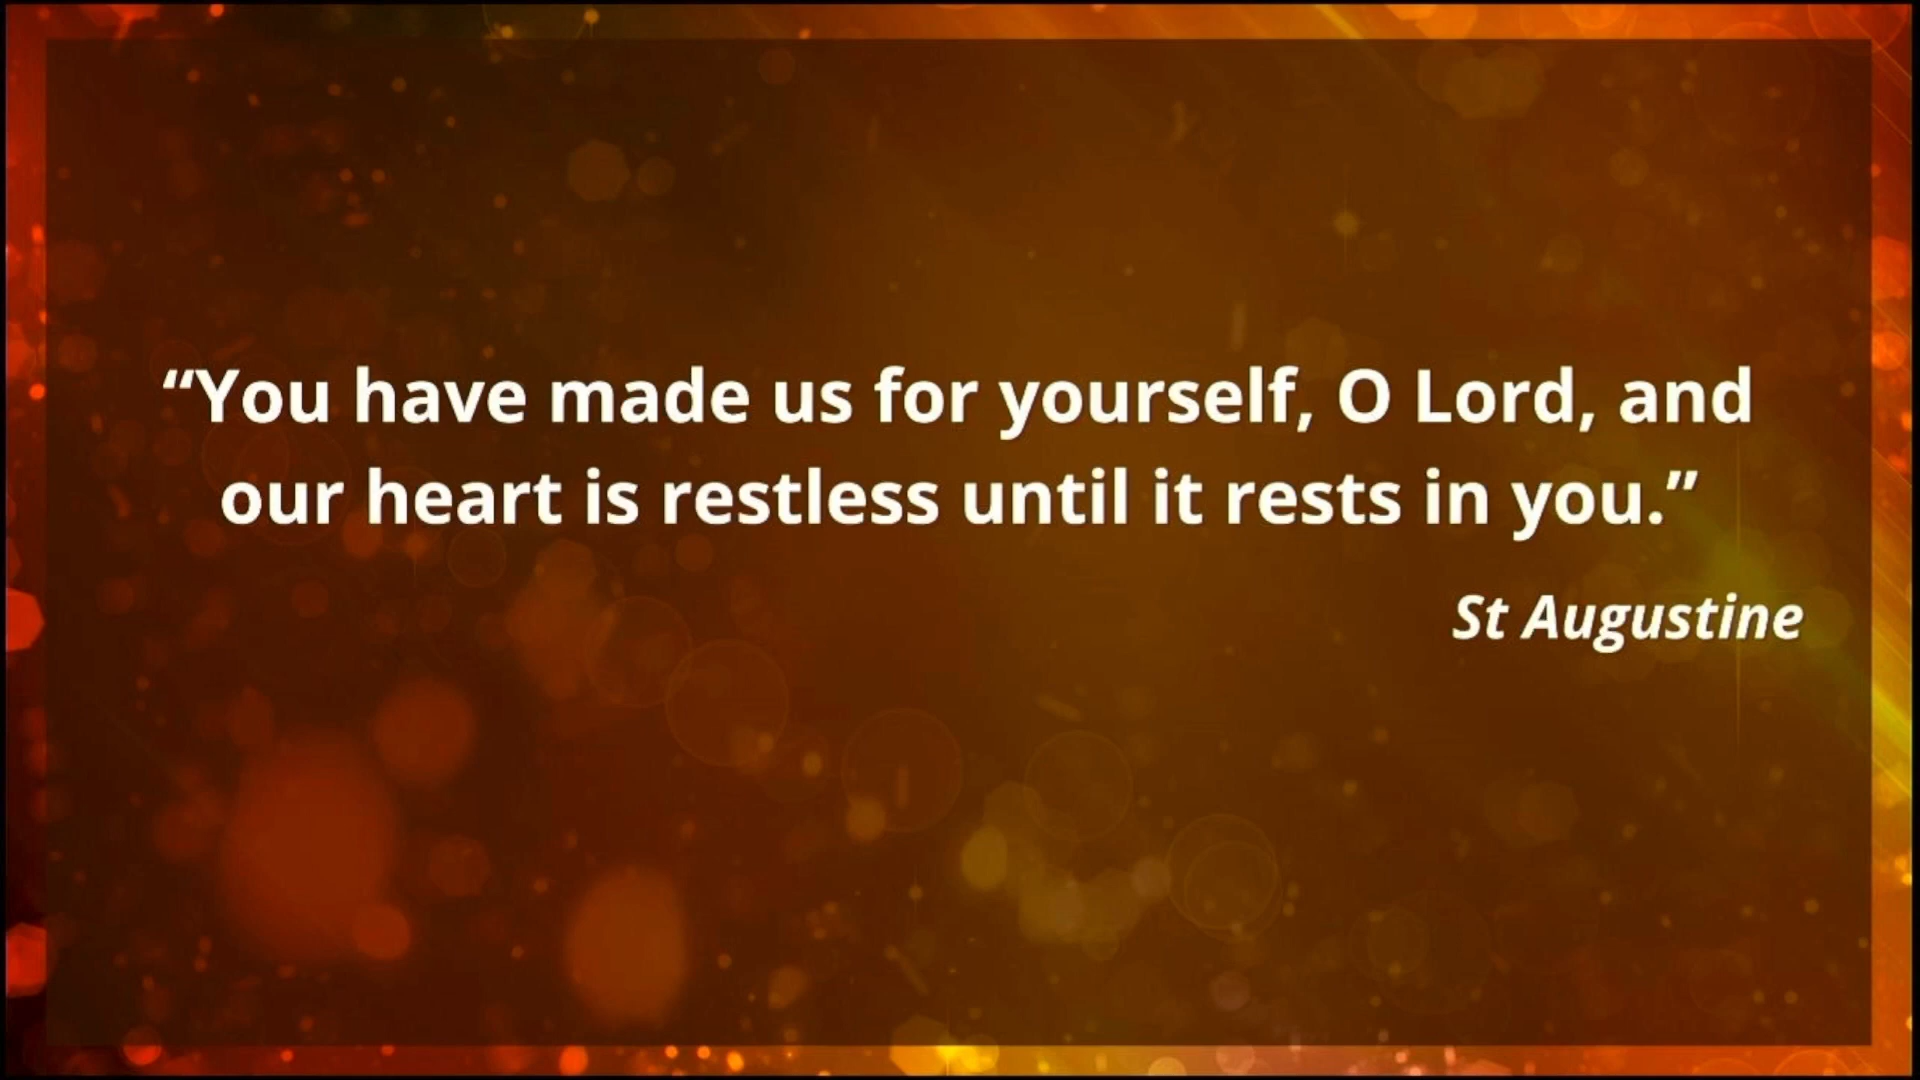 “You have made us for yourself, O Lord, and
our heart is restless until it rests in you.”
St Augustine